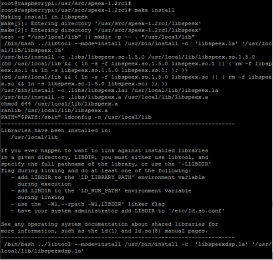 root@raspberrypi:/usr/src/speex-1.2rc1#
root@raspberrypi:/usr/src/speex-1.2rc1# make install
Making install in libspeex
make[1]: Entering directory '/usr/src/speex-1.2rc1/libspeex'
make[2]: Entering directory '/usr/src/speex-1.2rc1/libspeex'
test -z "/usr/local/lib" || mkdir -p -- . "/usr/local/lib"
/bin/bash ../libtool --mode=install /usr/bin/install -c 'libspeex.la' '/usr/loc
al/lib/libspeex.la'
/usr/bin/install -c .libs/libspeex.so.1.5.0 /usr/local/lib/libspeex.so.1.5.0
(cd /usr/local/lib && { ln -s -f libspeex.so.1.5.0 libspeex.so.1 || { rm -f libspe
ex.so.1 && ln -s libspeex.so.1.5.0 libspeex.so.1; }; })
(cd /usr/local/lib && { ln -s -f libspeex.so.1.5.0 libspeex.so || { rm -f libspeex
.so && ln -s libspeex.so.1.5.0 libspeex.so; }; })
/usr/bin/install -c .libs/libspeex.lai /usr/local/lib/libspeex.la
/usr/bin/install -c .libs/libspeex.a /usr/local/lib/libspeex.a
chmod 644 /usr/local/lib/libspeex.a
ranlib /usr/local/lib/libspeex.a
PATH="$PATH:/sbin" ldconfig -n /usr/local/lib
----------------------------------------------------------------------
Libraries have been installed in:
/usr/local/lib
If you ever happen to want to link against installed libraries
in a given directory, LIBDIR, you must either use libtool, and
specify the full pathname of the library, or use the '-LLIBDIR'
flag during linking and do at least one of the following:
- add LIBDIR to the 'LD_LIBRARY_PATH' environment variable
during execution
- add LIBDIR to the 'LD_RUN_PATH' environment variable
during linking
- use the '-Wl,--rpath -Wl,LIBDIR' linker flag
- have your system administrator add LIBDIR to '/etc/ld.so.conf'
See any operating system documentation about shared libraries for
more information, such as the ld(1) and ld.so(8) manual pages.
----------------------------------------------------------------------
/bin/bash ../libtool --mode=install /usr/bin/install -c 'libspeexdsp.la' '/usr/
local/lib/libspeexdsp.la'